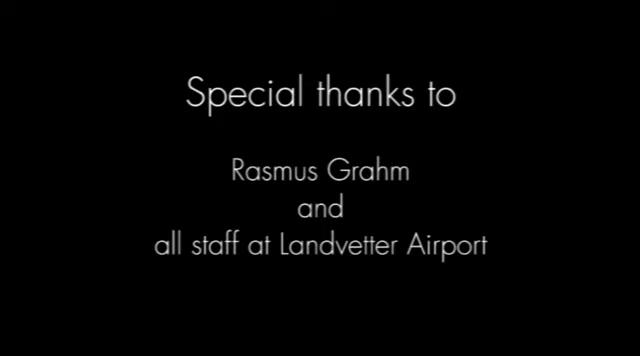 Special thanks to
Rasmus Grahm
and
all staff at Landvetter Airport